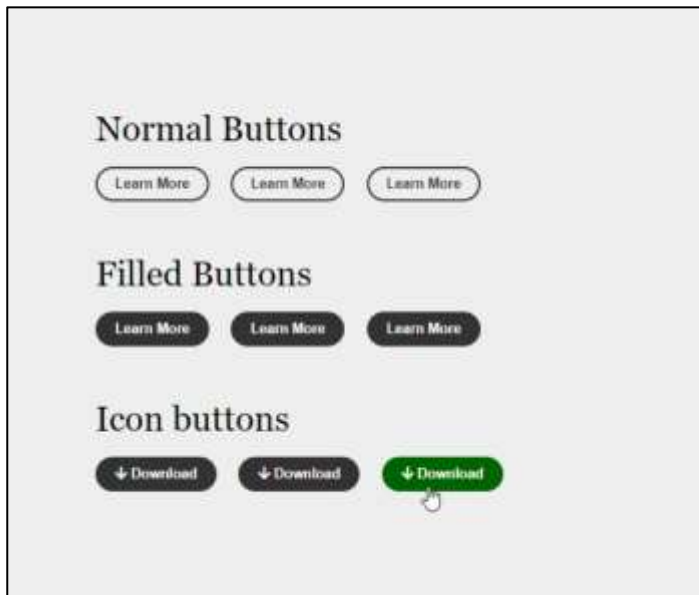 Normal Buttons
Learn More Learn More Learn More
Filled Buttons
Learn More Learn More Learn More
Icon buttons
Download Download Download